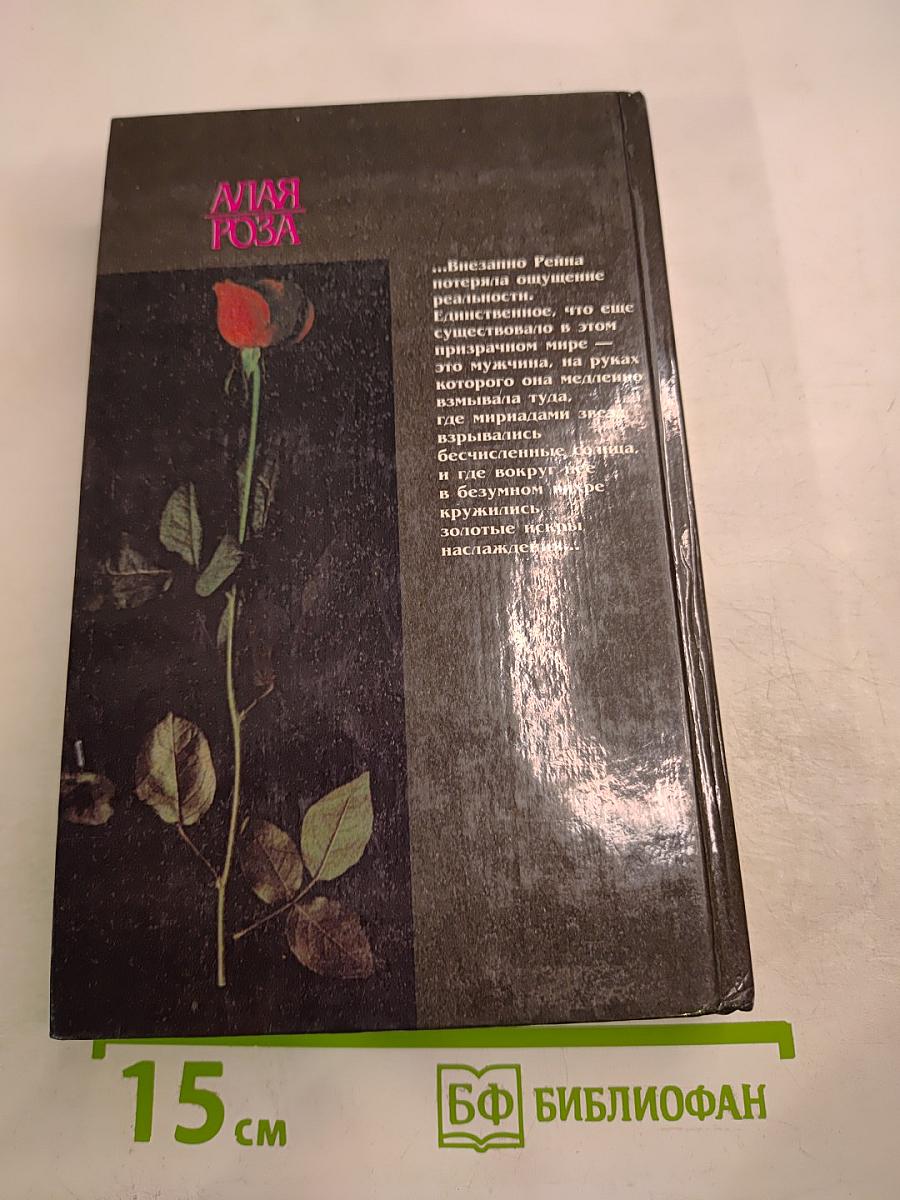 АЛАЯ
РОЗА
...Внезапно Рейна
потеряла ощущение
реальности.
Единственное, что еще
существовало в этом
призрачном мире —
это мужчина, на руках
которого она медленно
взмывала туда,
где мириадами звезд
взрывались
бесчисленные солнца,
и где вокруг нее
в безумном вихре
кружились
золотые искры
наслаждения...
15 см
БФ БИБЛИОФАН